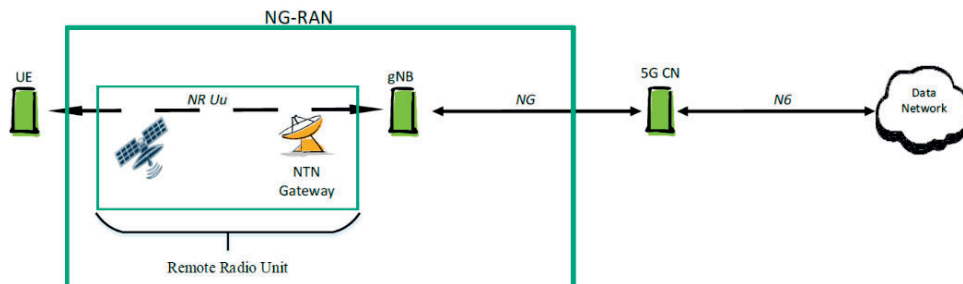 NG-RAN
UE
NR Uu
gNB
NG
5G CN
N6
Data
Network
NTN
Gateway
Remote Radio Unit